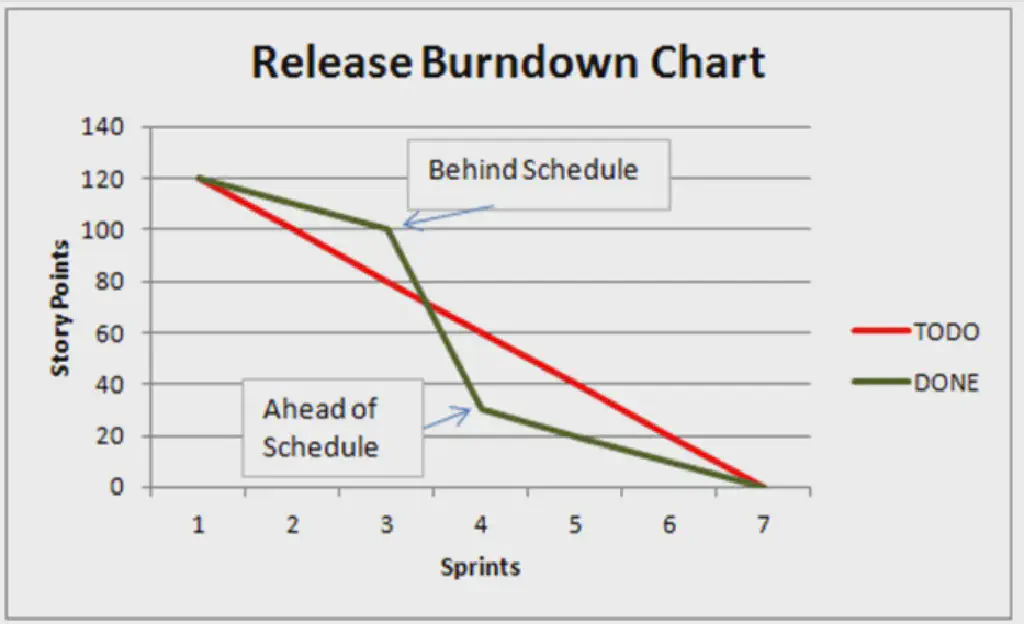 Release Burndown Chart
140
120
100
80
60
40
20
0
Story Points
Behind Schedule
Ahead of
Schedule
TODO
DONE
1 2 3 4 5 6 7
Sprints